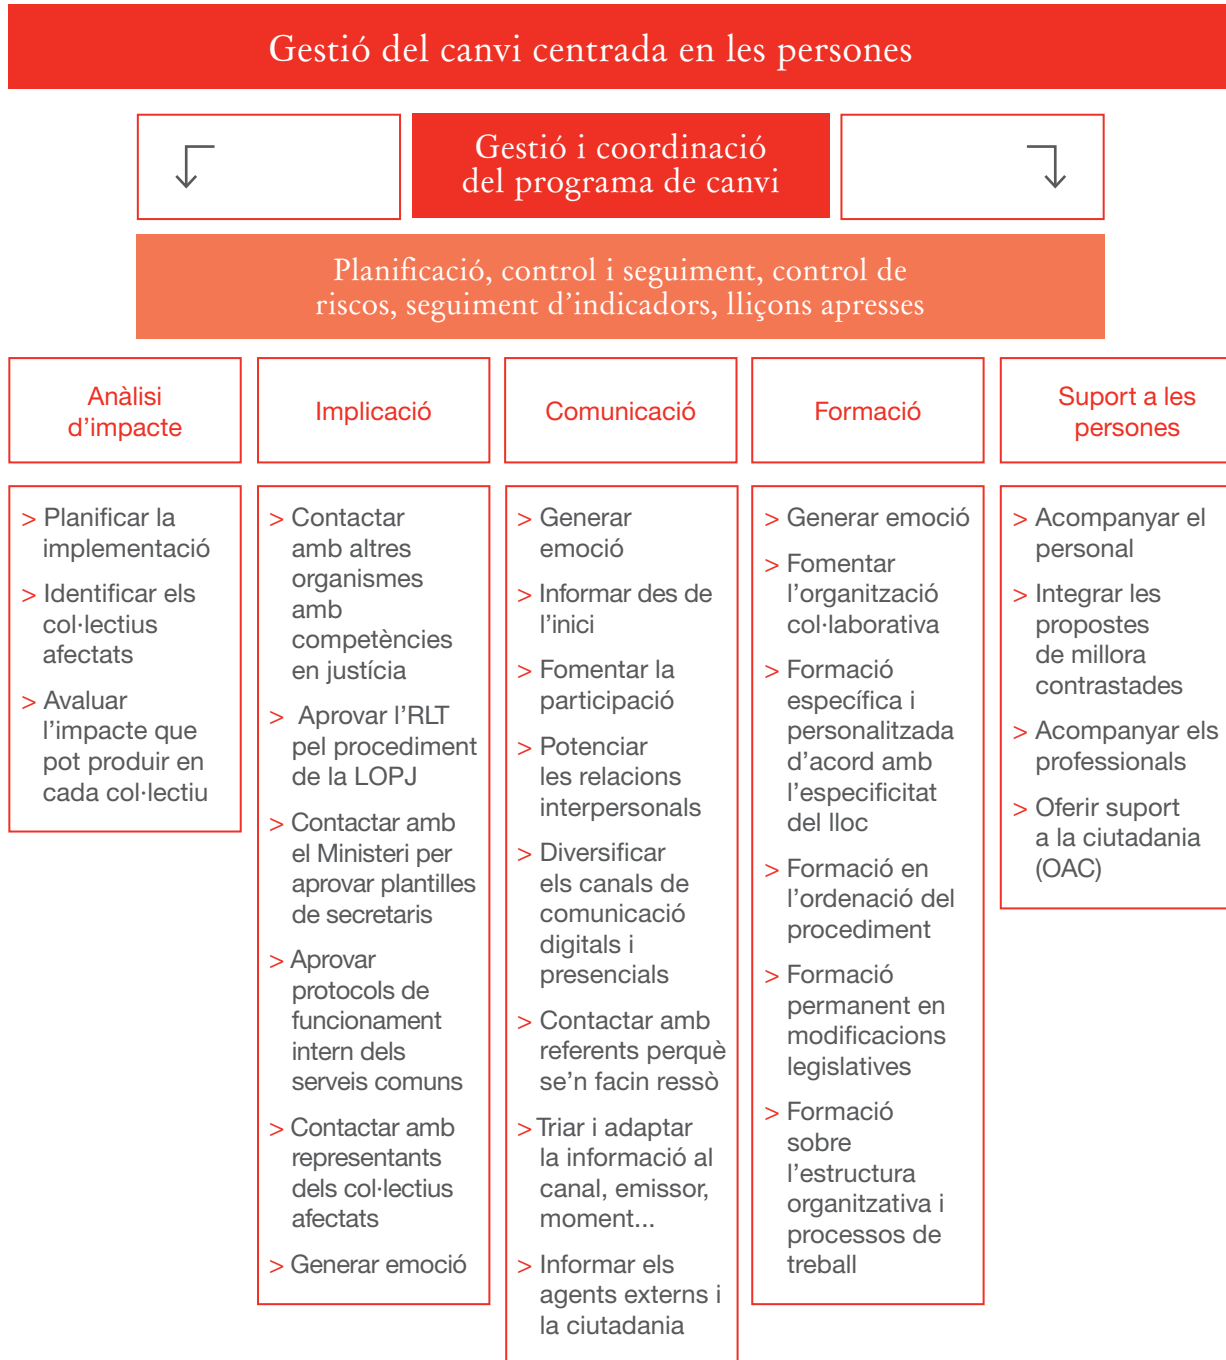 Gestió del canvi centrada en les persones
Gestió i coordinació
del programa de canvi
Planificació, control i seguiment, control de
riscos, seguiment d’indicadors, lliçons apreses
Anàlisi
d’impacte
> Planificar la
implementació
> Identificar els
col·lectius
afectats
> Avaluar
l’impacte que
pot produir en
cada col·lectiu
Implicació
> Contactar
amb altres
organismes
amb
competències
en justícia
> Aprovar l’RLT
pel procediment
de la LOPJ
> Contactar amb
el Ministeri per
aprovar plantilles
de secretaris
> Aprovar
protocols de
funcionament
intern dels
serveis comuns
> Contactar amb
representants
dels col·lectius
afectats
> Generar emoció
Comunicació
> Generar
emoció
> Informar des de
l’inici
> Fomentar la
participació
> Potenciar
les relacions
interpersonals
> Diversificar
els canals de
comunicació
digitals i
presencials
> Contactar amb
referents perquè
se’n facin ressò
> Triar i adaptar
la informació al
canal, emissor,
moment...
> Informar els
agents externs i
la ciutadania
Formació
> Generar emoció
> Fomentar
l’organització
col·laborativa
> Formació
específica i
personalitzada
d’acord amb
l’especificitat
del lloc
> Formació en
l’ordenació del
procediment
> Formació
permanent en
modificacions
legislatives
> Formació
sobre
l’estructura
organitzativa i
processos de
treball
Suport a les
persones
> Acompanyar el
personal
> Integrar les
propostes
de millora
contrastades
> Acompanyar els
professionals
> Oferir suport
a la ciutadania
(OAC)